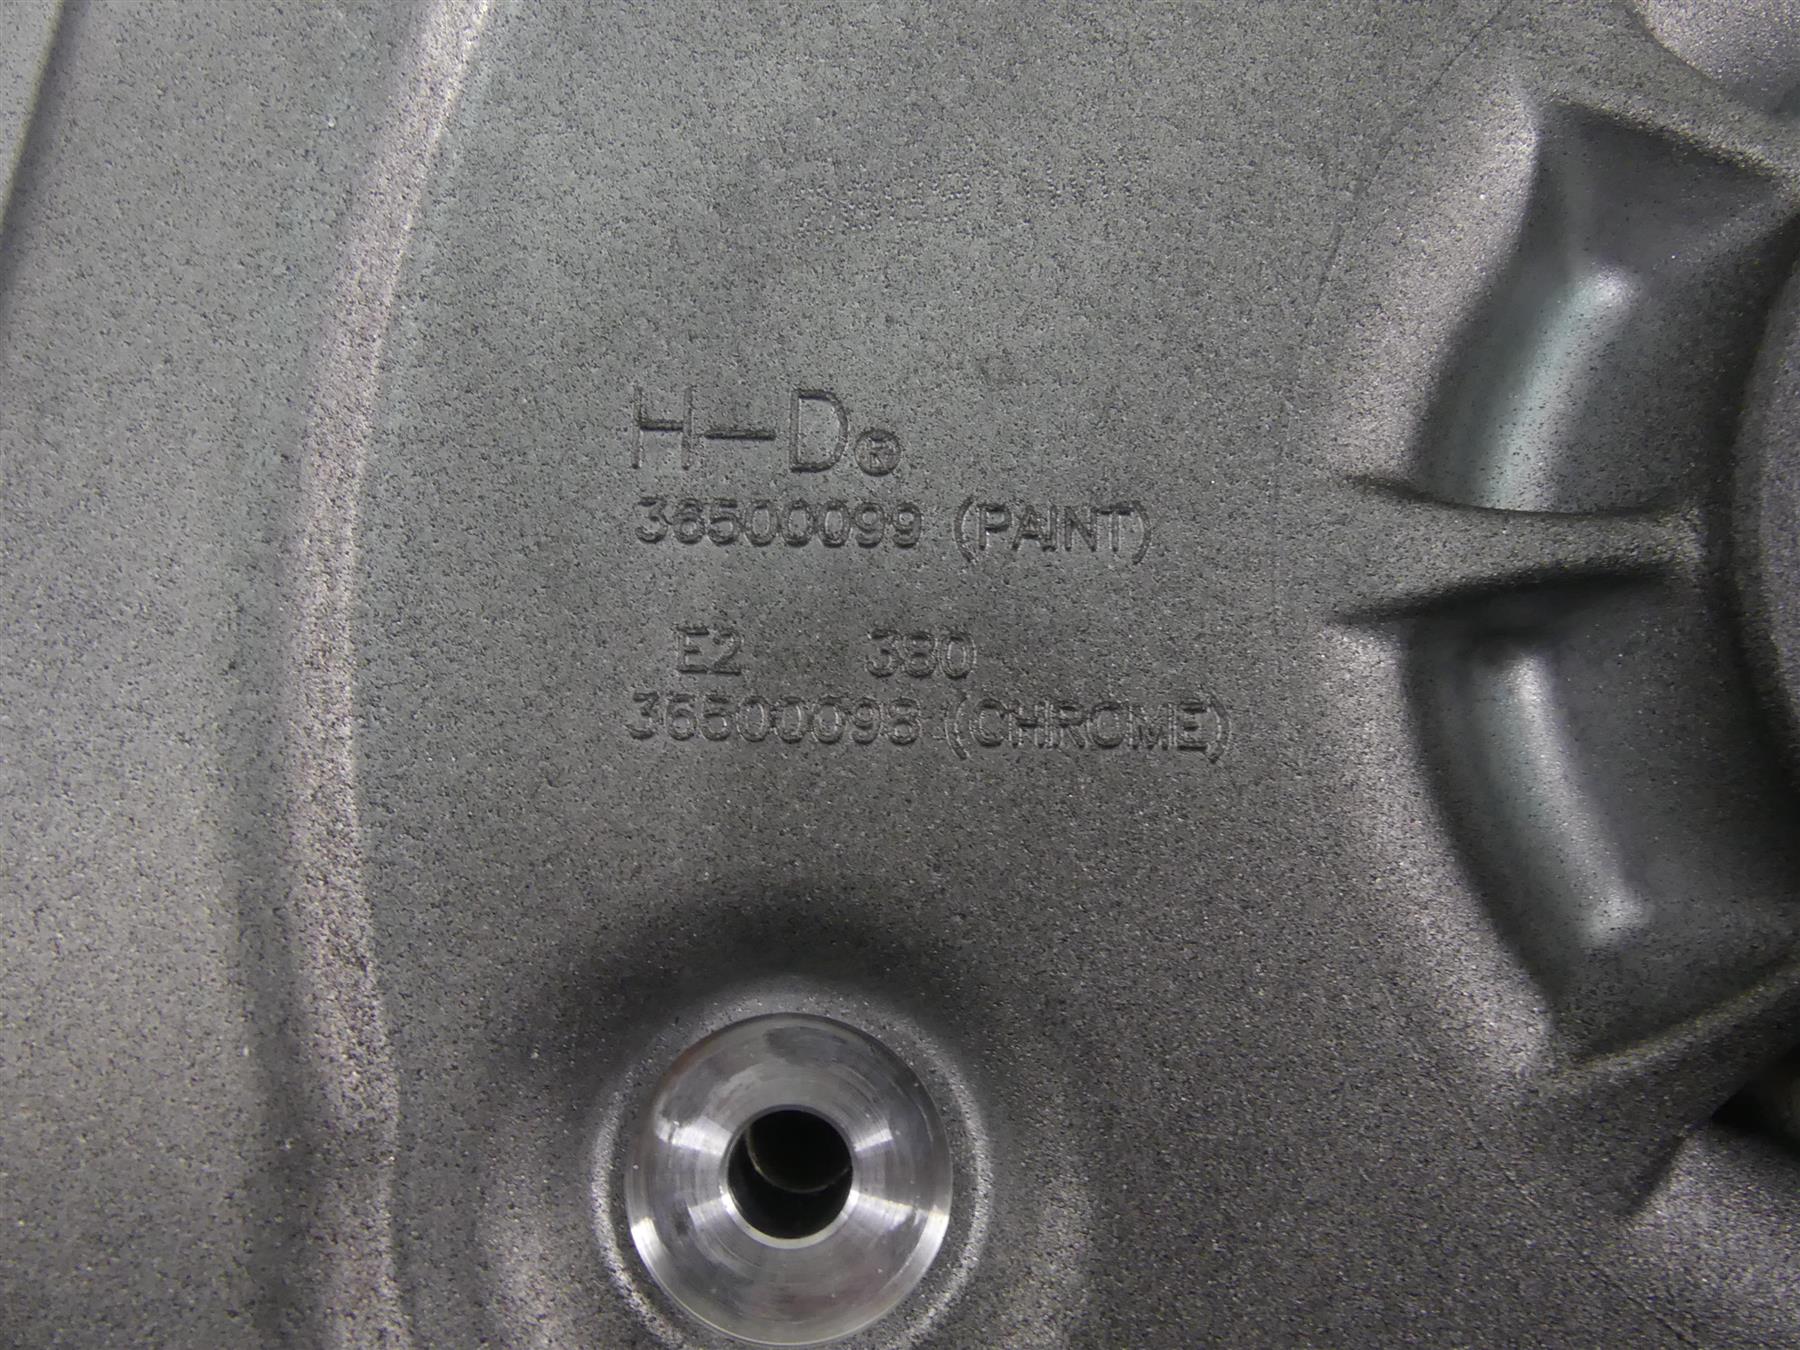 H-D®
36500099 (PAINT)
E2 380
36500098 (CHROME)